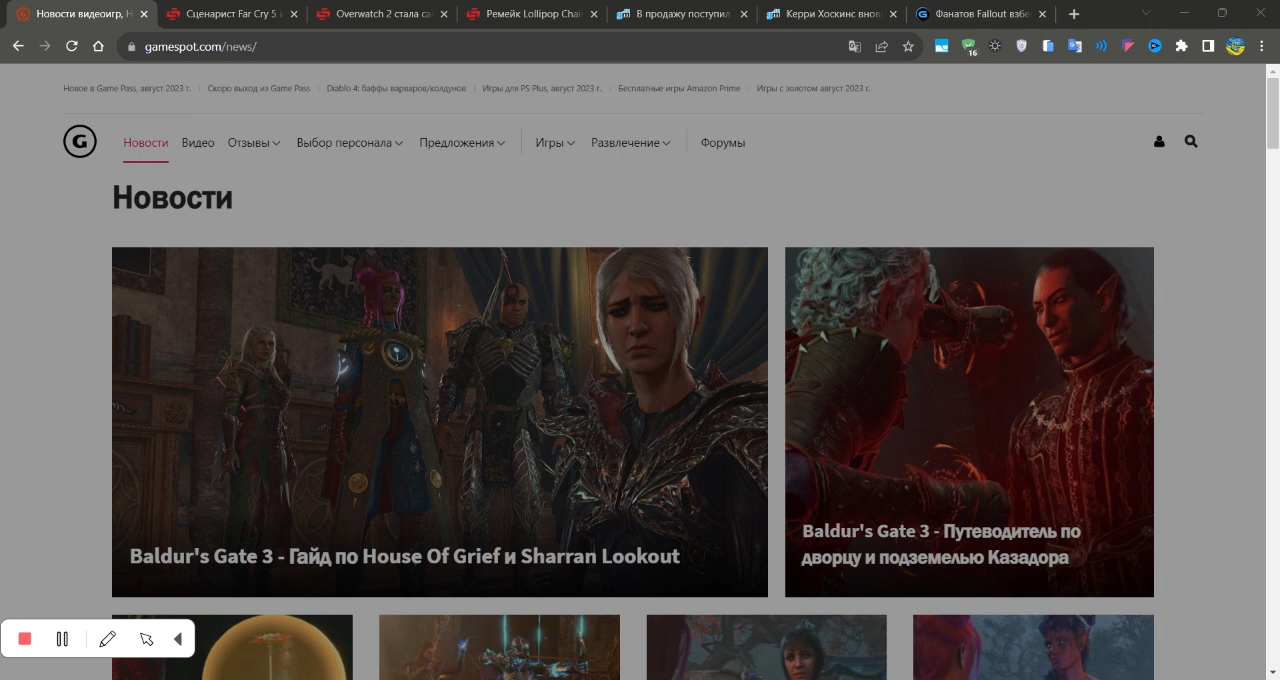 Новости видеоигр, Н
Сценарист Far Cry 5 и
Overwatch 2 стала са
Ремейк Lollipop Chai
В продажу поступил
Керри Хоскинс внов
Фанатов Fallout взбе
gamespot.com/news/
16
Новое в Game Pass, август 2023 г.
Скоро выход из Game Pass
Diablo 4: баффы варваров/колдунов
Игры для PS Plus, август 2023 г.
Бесплатные игры Amazon Prime
Игры с золотом август 2023 г.
G
Новости
Видео
Отзывы
Выбор персонала
Предложения
Игры
Развлечение
Форумы
Новости
Baldur's Gate 3 - Гайд по House Of Grief и Sharran Lookout
Baldur's Gate 3 - Путеводитель по
дворцу и подземелью Казадора